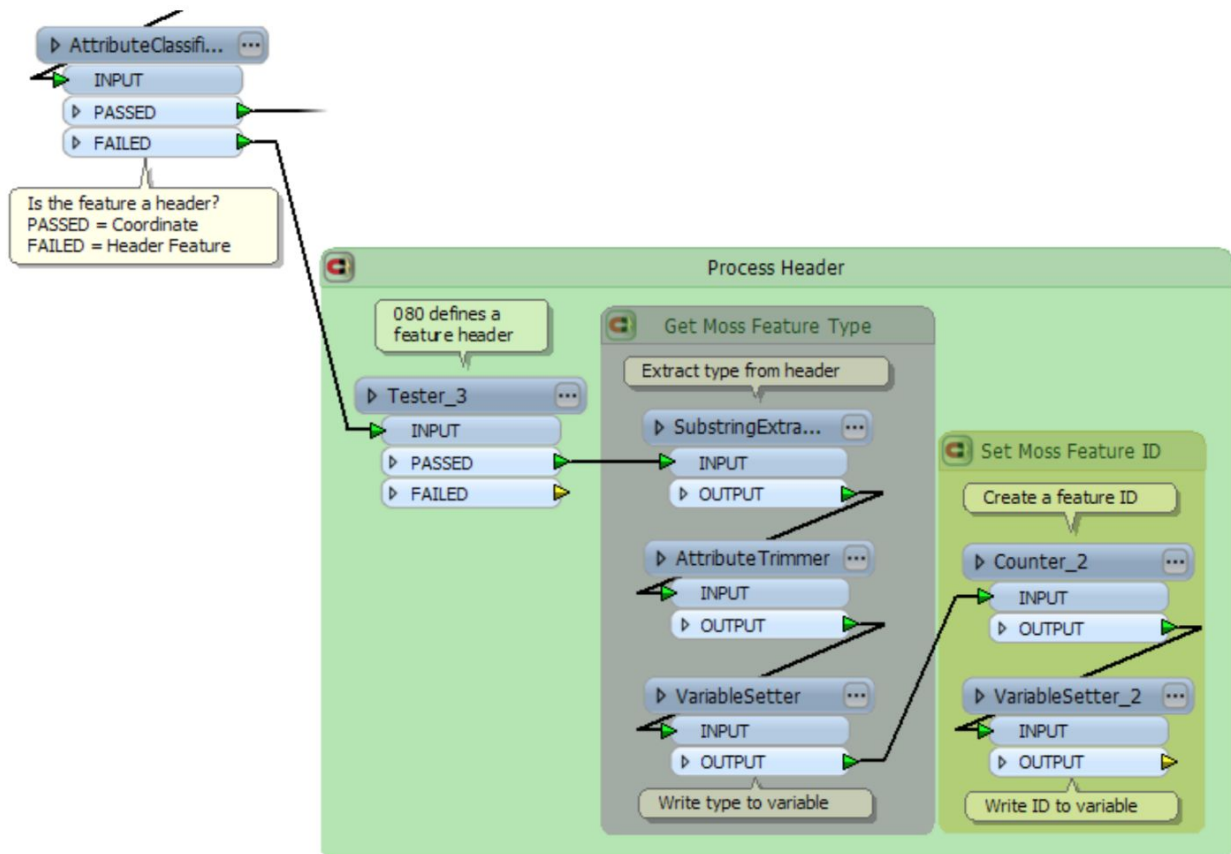 AttributeClassifi...
INPUT
PASSED
FAILED
Is the feature a header?
PASSED = Coordinate
FAILED = Header Feature
Process Header
080 defines a
feature header
Tester_3
INPUT
PASSED
FAILED
Get Moss Feature Type
Extract type from header
SubstringExtra...
INPUT
OUTPUT
AttributeTrimmer
INPUT
OUTPUT
VariableSetter
INPUT
OUTPUT
Write type to variable
Set Moss Feature ID
Create a feature ID
Counter_2
INPUT
OUTPUT
VariableSetter_2
INPUT
OUTPUT
Write ID to variable